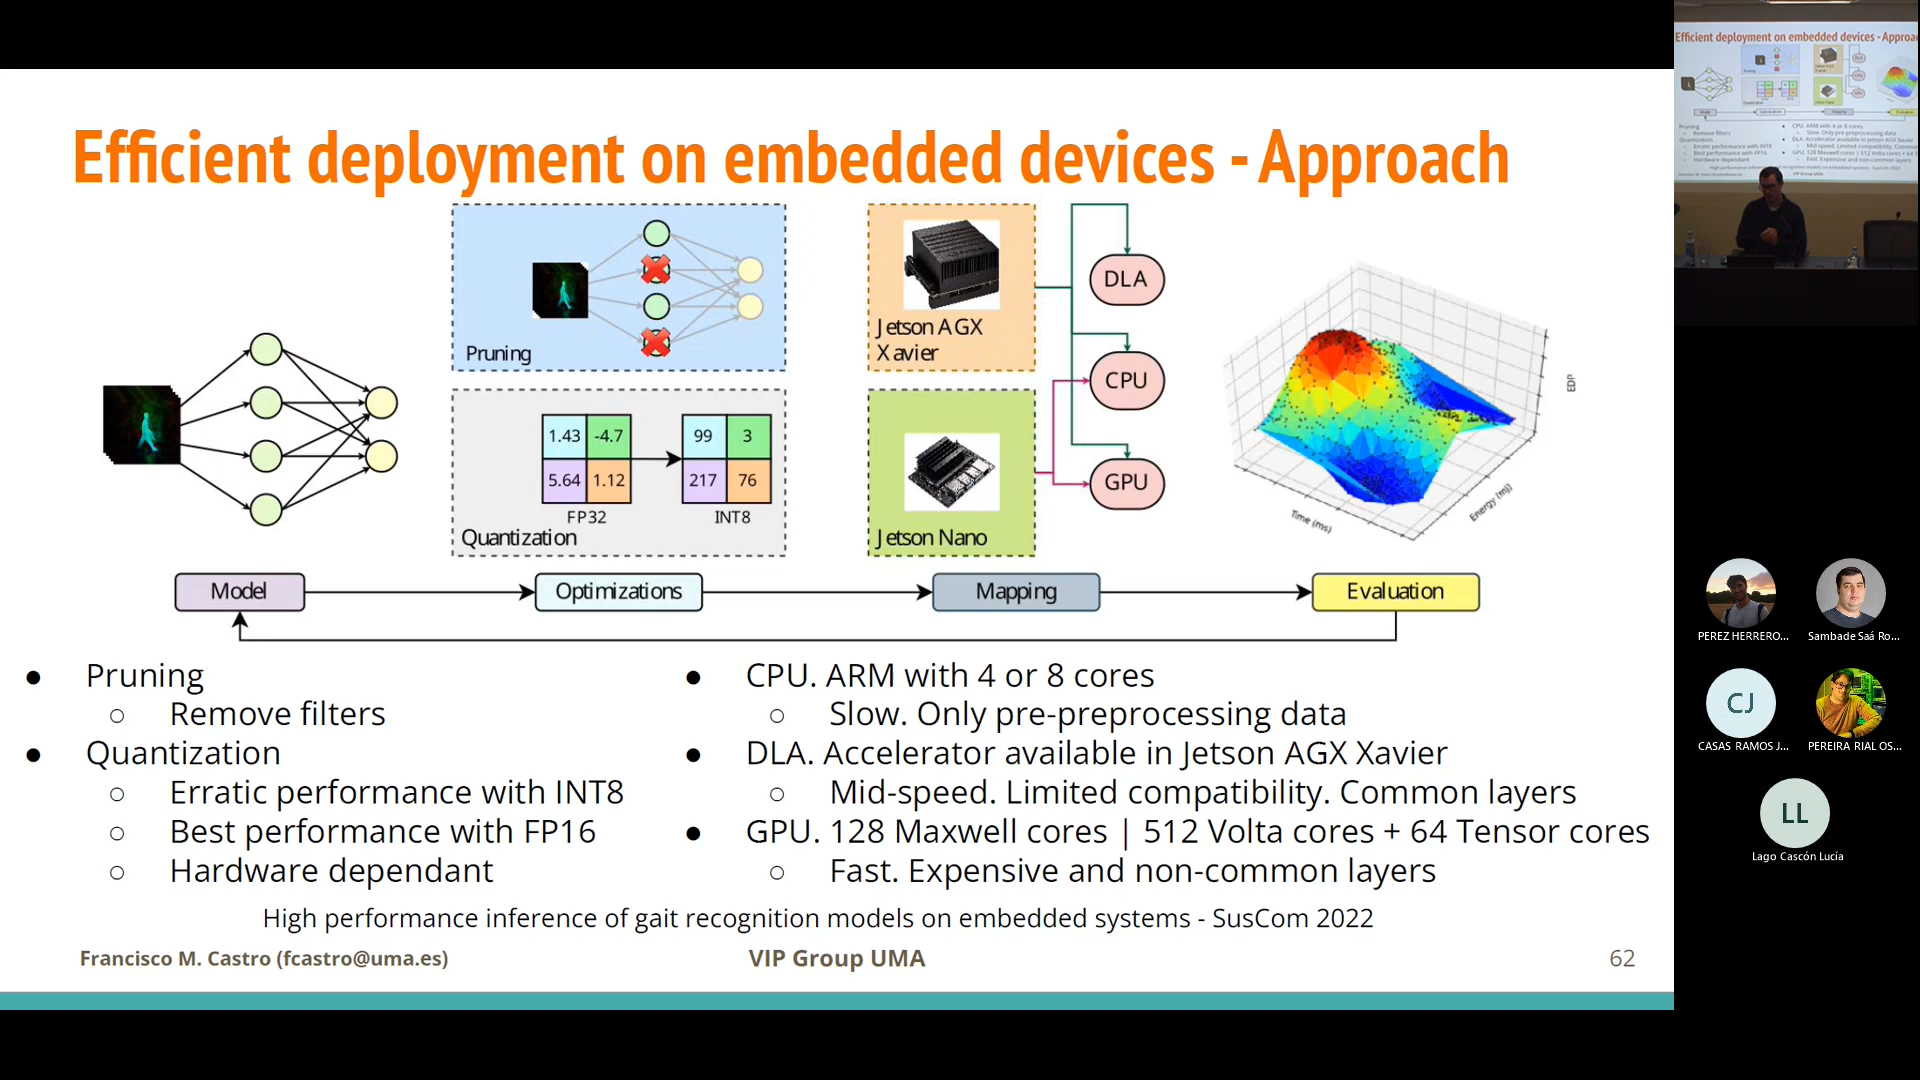 Efficient deployment on embedded devices - Approach
Pruning
1.43 -4.7
5.64 1.12
FP32
99 3
217 76
INT8
Quantization
Jetson AGX
Xavier
Jetson Nano
DLA
CPU
GPU
EDP
Time (ms)
Energy (mJ)
Model
Optimizations
Mapping
Evaluation
● Pruning
○ Remove filters
● Quantization
○ Erratic performance with INT8
○ Best performance with FP16
○ Hardware dependant
● CPU. ARM with 4 or 8 cores
○ Slow. Only pre-preprocessing data
● DLA. Accelerator available in Jetson AGX Xavier
○ Mid-speed. Limited compatibility. Common layers
● GPU. 128 Maxwell cores | 512 Volta cores + 64 Tensor cores
○ Fast. Expensive and non-common layers
High performance inference of gait recognition models on embedded systems - SusCom 2022
Francisco M. Castro (fcastro@uma.es)
VIP Group UMA
62
Efficient deployment on embedded devices - Approac
PEREZ HERRERO...
Sambade Saá Ro...
CJ
CASAS RAMOS J...
PEREIRA RIAL OS...
LL
Lago Cascón Lucía